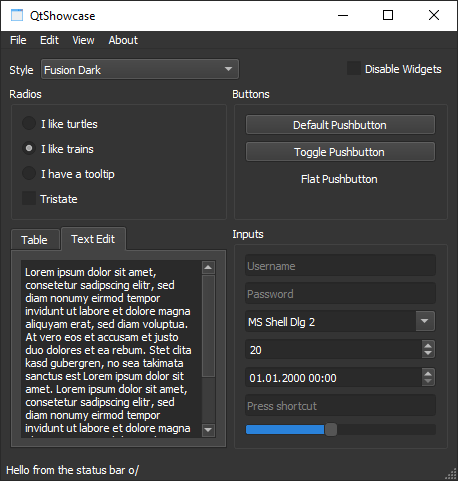 QtShowcase
File Edit View About
Style Fusion Dark Disable Widgets
Radios
I like turtles
I like trains
I have a tooltip
Tristate
Buttons
Default Pushbutton
Toggle Pushbutton
Flat Pushbutton
Table Text Edit
Lorem ipsum dolor sit amet,
consetetur sadipscing elitr, sed
diam nonumy eirmod tempor
invidunt ut labore et dolore magna
aliquyam erat, sed diam voluptua.
At vero eos et accusam et justo
duo dolores et ea rebum. Stet clita
kasd gubergren, no sea takimata
sanctus est Lorem ipsum dolor sit
amet. Lorem ipsum dolor sit amet,
consetetur sadipscing elitr, sed
diam nonumy eirmod tempor
invidunt ut labore et dolore magna
Inputs
Username
Password
MS Shell Dlg 2
20
01.01.2000 00:00
Press shortcut
Hello from the status bar o/